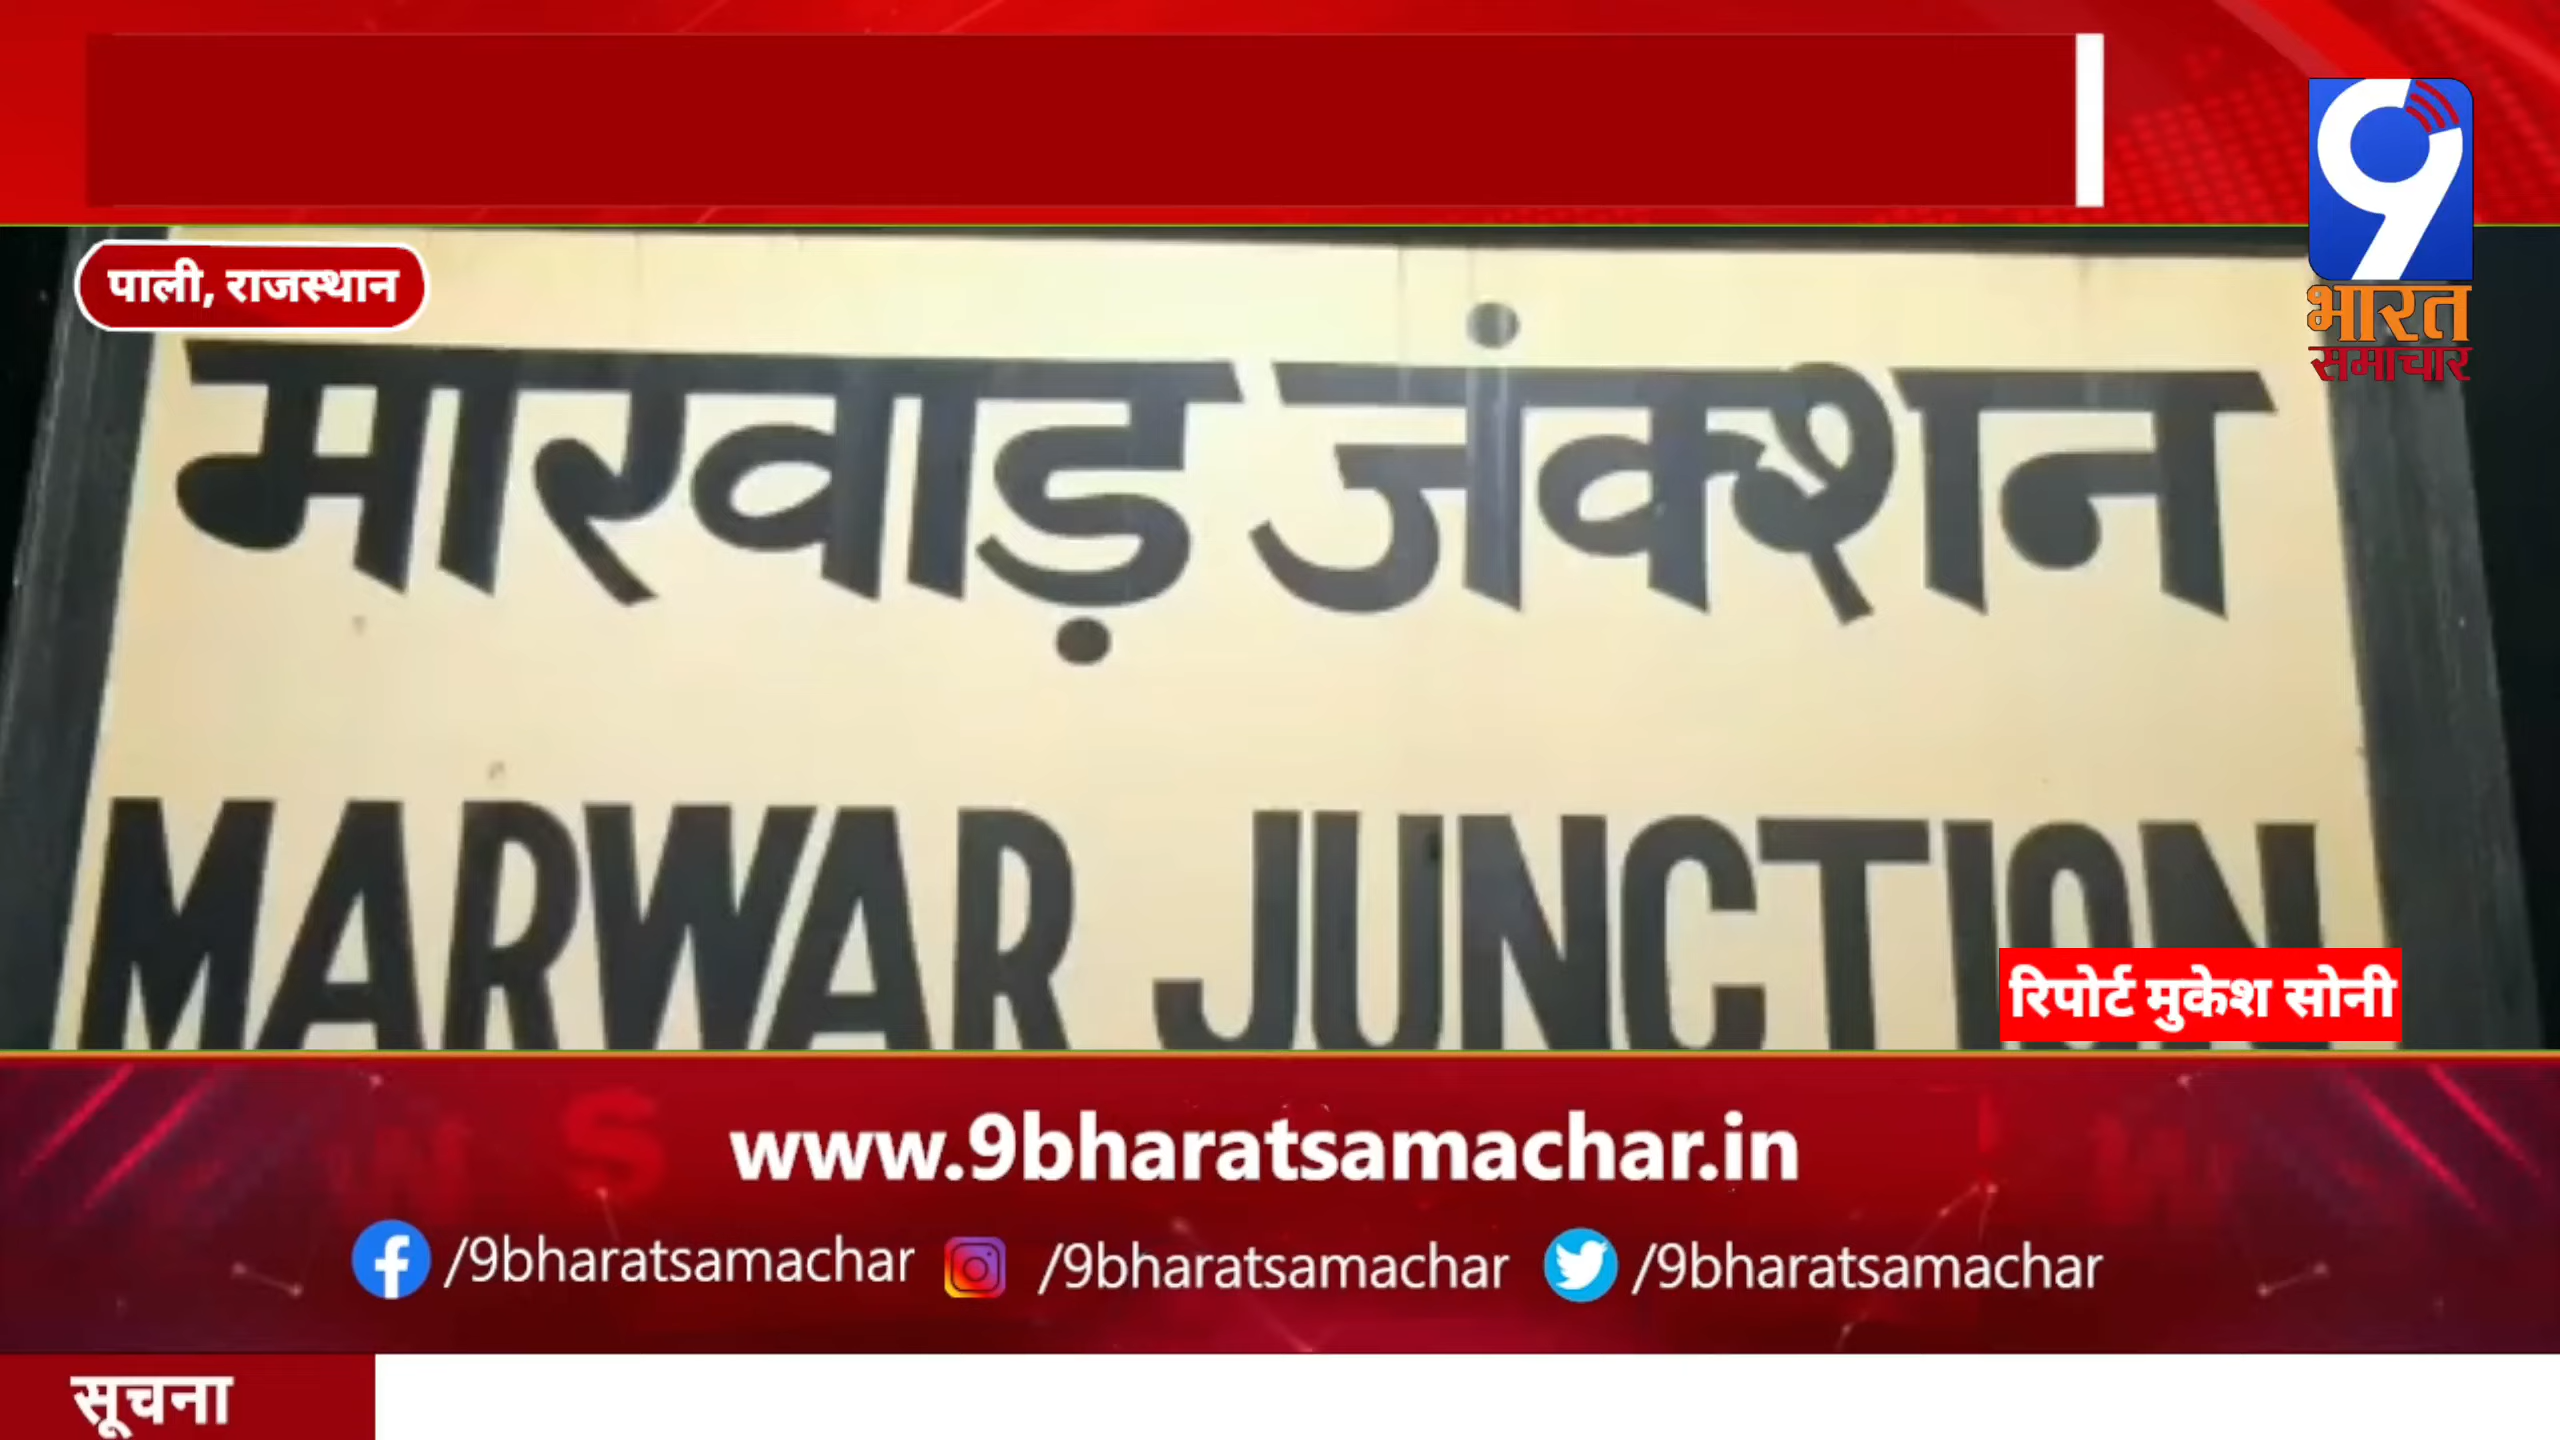 9
भारत
समाचार
पाली, राजस्थान
मारवाड़ जंक्शन
MARWAR JUNCTION
रिपोर्ट मुकेश सोनी
www.9bharatsamachar.in
/9bharatsamachar /9bharatsamachar /9bharatsamachar
सूचना